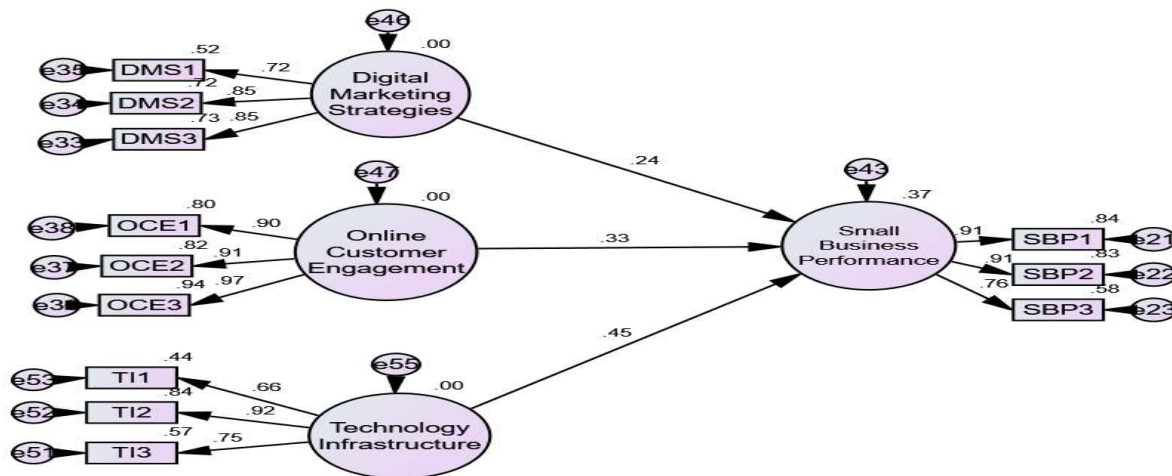 e46
.00
.52
e35
DMS1
.72
Digital
Marketing
Strategies
.72
e34
DMS2
.85
.73
.85
e33
DMS3
.24
e47
.00
e43
.37
.80
e38
OCE1
.90
Online
Customer
Engagement
.33
Small
Business
Performance
.84
.91
SBP1
e21
.82
e37
OCE2
.91
.83
.91
SBP2
e22
.94
.97
OCE3
.58
.76
SBP3
e23
.45
e55
.00
.44
e53
TI1
.66
.84
e52
TI2
.92
Technology
Infrastructure
.57
e51
TI3
.75